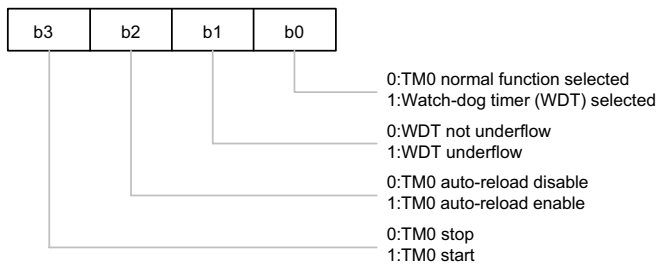 b3 b2 b1 b0
0:TM0 normal function selected
1:Watch-dog timer (WDT) selected
0:WDT not underflow
1:WDT underflow
0:TM0 auto-reload disable
1:TM0 auto-reload enable
0:TM0 stop
1:TM0 start